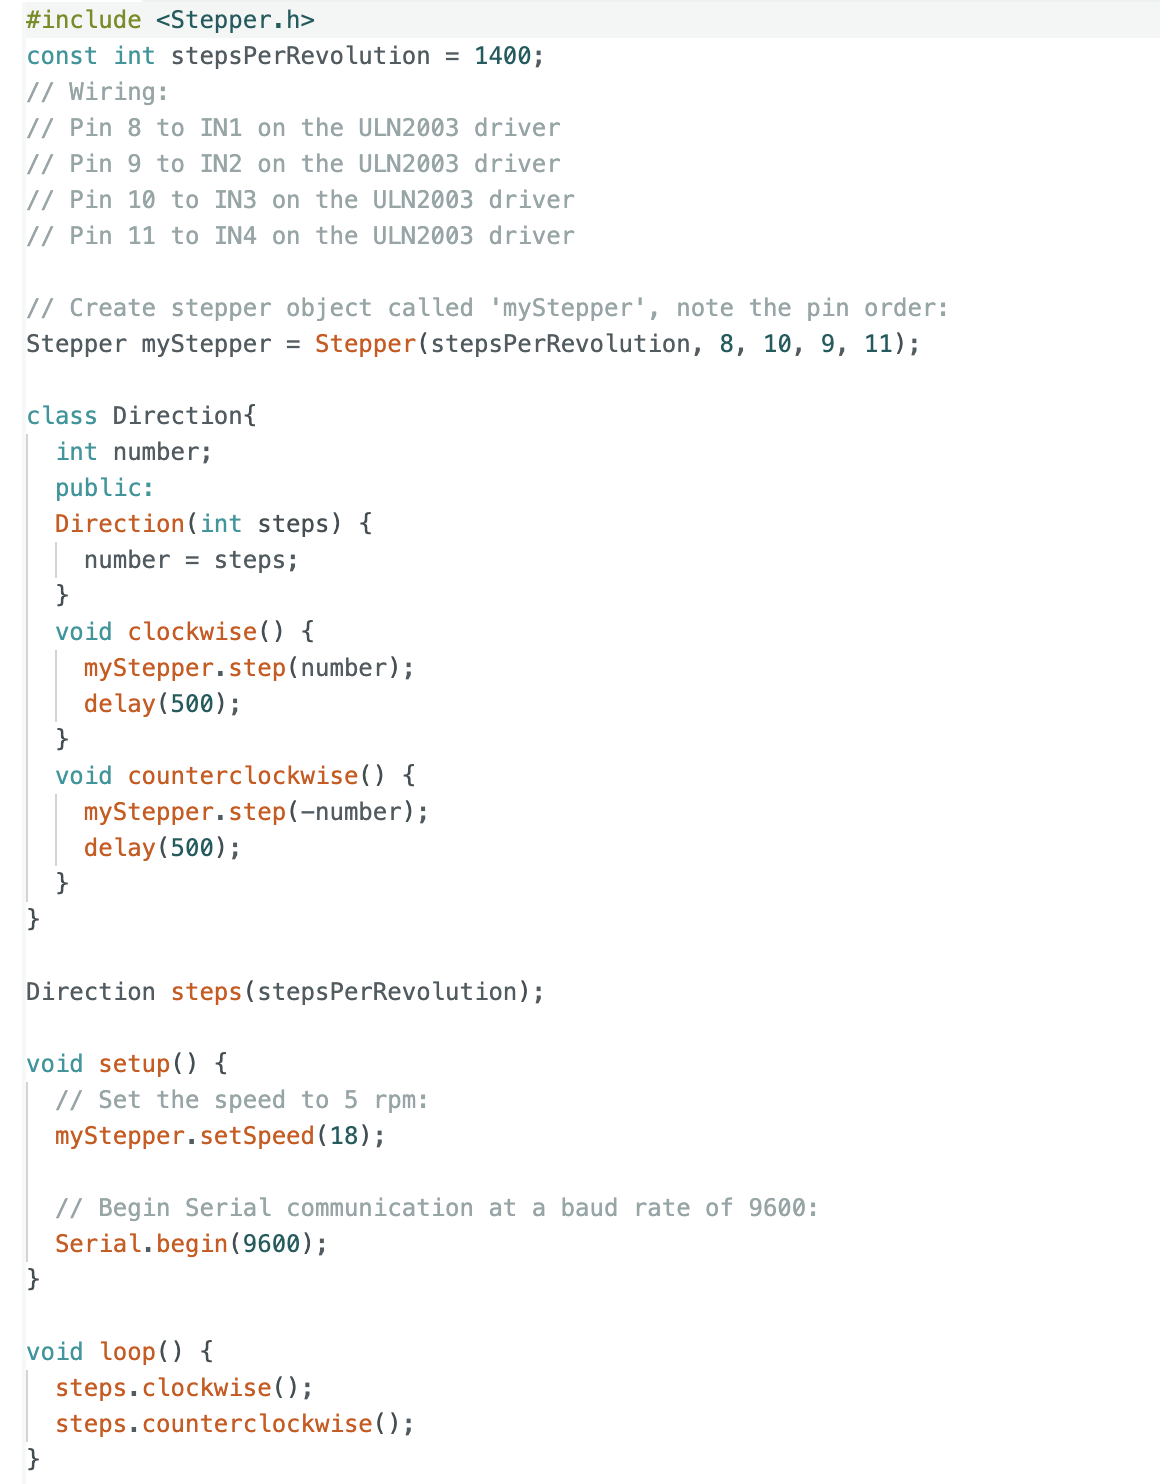 #include <Stepper.h>
const int stepsPerRevolution = 1400;
// Wiring:
// Pin 8 to IN1 on the ULN2003 driver
// Pin 9 to IN2 on the ULN2003 driver
// Pin 10 to IN3 on the ULN2003 driver
// Pin 11 to IN4 on the ULN2003 driver

// Create stepper object called 'myStepper', note the pin order:
Stepper myStepper = Stepper(stepsPerRevolution, 8, 10, 9, 11);

class Direction{
  int number;
  public:
  Direction(int steps) {
    number = steps;
  }
  void clockwise() {
    myStepper.step(number);
    delay(500);
  }
  void counterclockwise() {
    myStepper.step(-number);
    delay(500);
  }
}

Direction steps(stepsPerRevolution);

void setup() {
  // Set the speed to 5 rpm:
  myStepper.setSpeed(18);

  // Begin Serial communication at a baud rate of 9600:
  Serial.begin(9600);
}

void loop() {
  steps.clockwise();
  steps.counterclockwise();
}